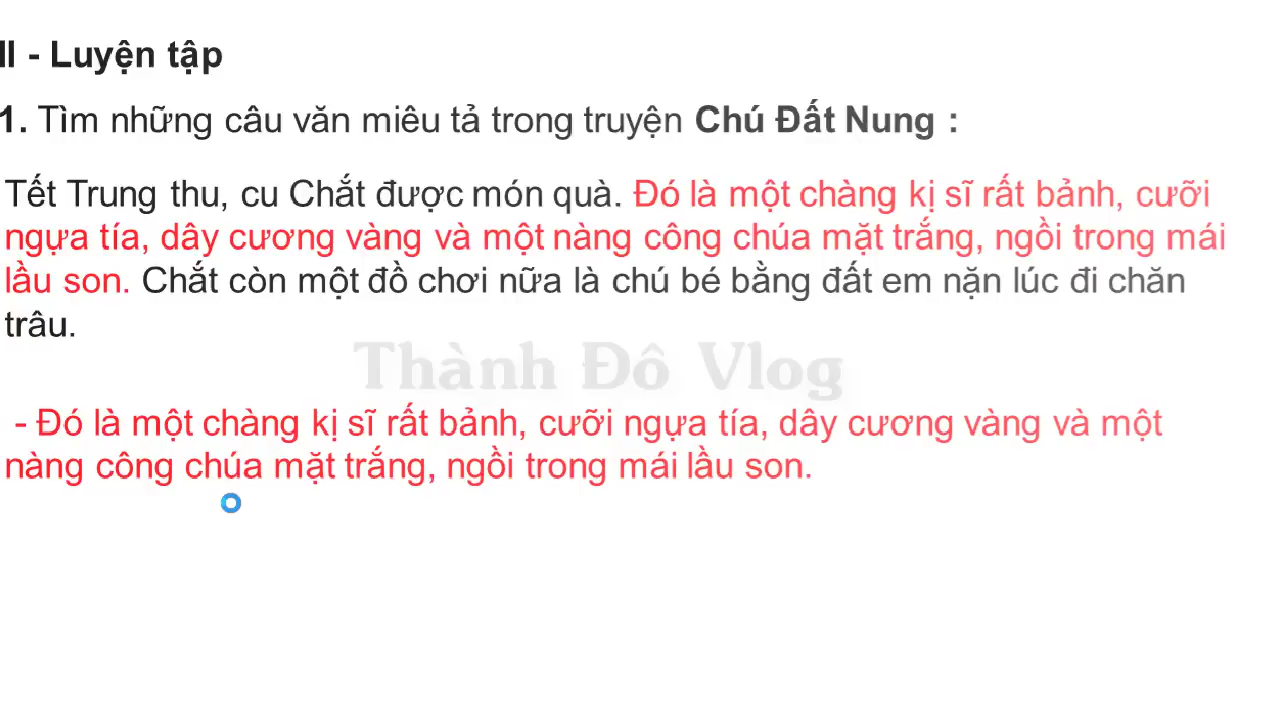 II - Luyện tập
1. Tìm những câu văn miêu tả trong truyện Chú Đất Nung :
Tết Trung thu, cu Chắt được món quà. Đó là một chàng kị sĩ rất bảnh, cưỡi
ngựa tía, dây cương vàng và một nàng công chúa mặt trắng, ngồi trong mái
lầu son. Chắt còn một đồ chơi nữa là chú bé bằng đất em nặn lúc đi chăn
trâu.
Thành Đô Vlog
- Đó là một chàng kị sĩ rất bảnh, cưỡi ngựa tía, dây cương vàng và một
nàng công chúa mặt trắng, ngồi trong mái lầu son.